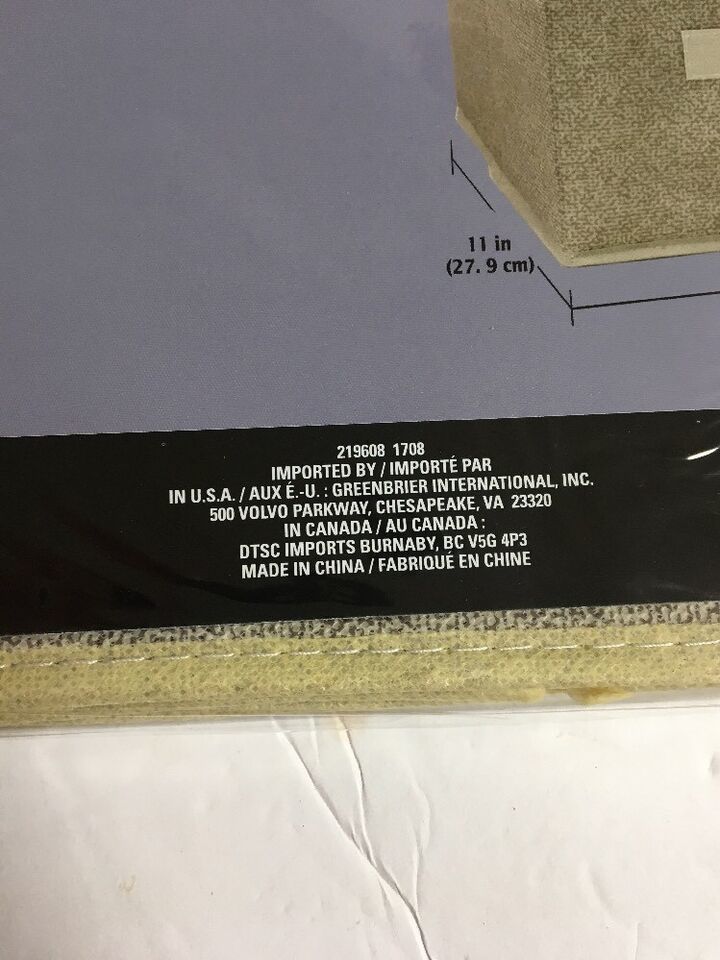 11 in
(27. 9 cm)
219608 1708
IMPORTED BY / IMPORTÉ PAR
IN U.S.A. / AUX É.-U. : GREENBRIER INTERNATIONAL, INC.
500 VOLVO PARKWAY, CHESAPEAKE, VA 23320
IN CANADA / AU CANADA :
DTSC IMPORTS BURNABY, BC V5G 4P3
MADE IN CHINA / FABRIQUÉ EN CHINE